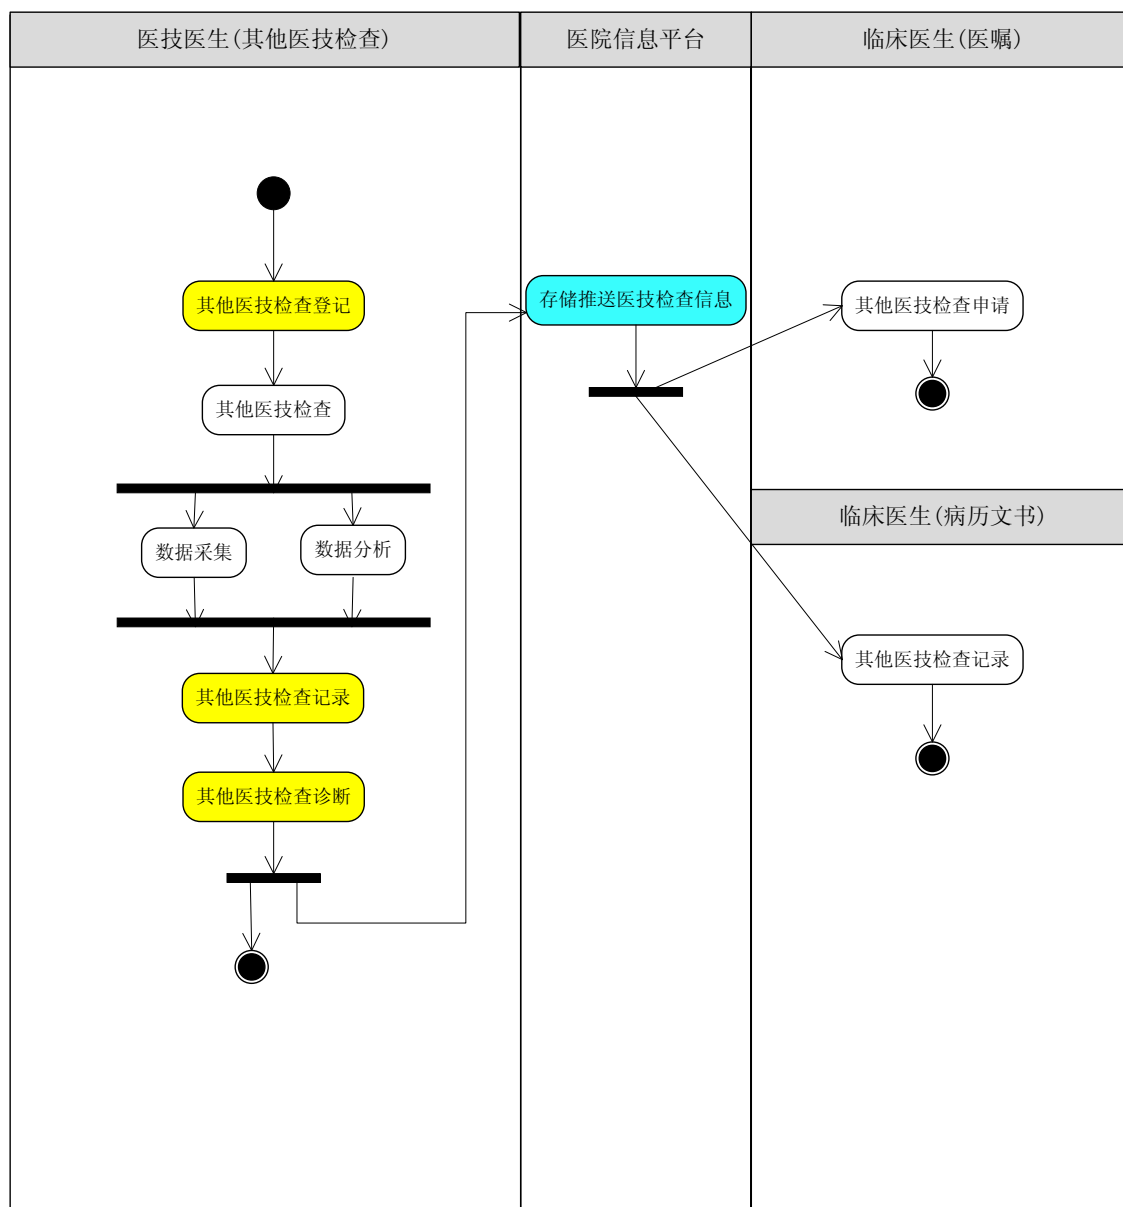 医技医生(其他医技检查)
医院信息平台
临床医生(医嘱)
其他医技检查登记
存储推送医技检查信息
其他医技检查申请
其他医技检查
临床医生(病历文书)
数据采集
数据分析
其他医技检查记录
其他医技检查记录
其他医技检查诊断